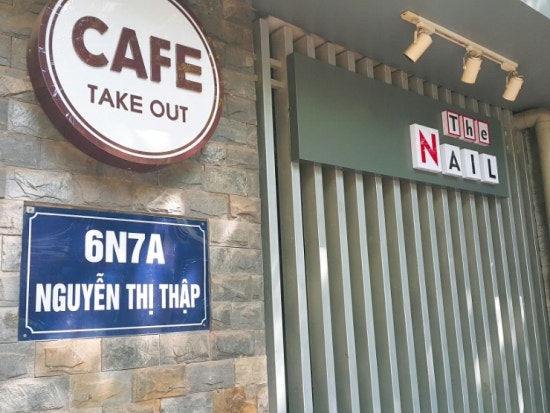 CAFE
TAKE OUT
6N7A
NGUYỄN THỊ THẬP
The
NAIL